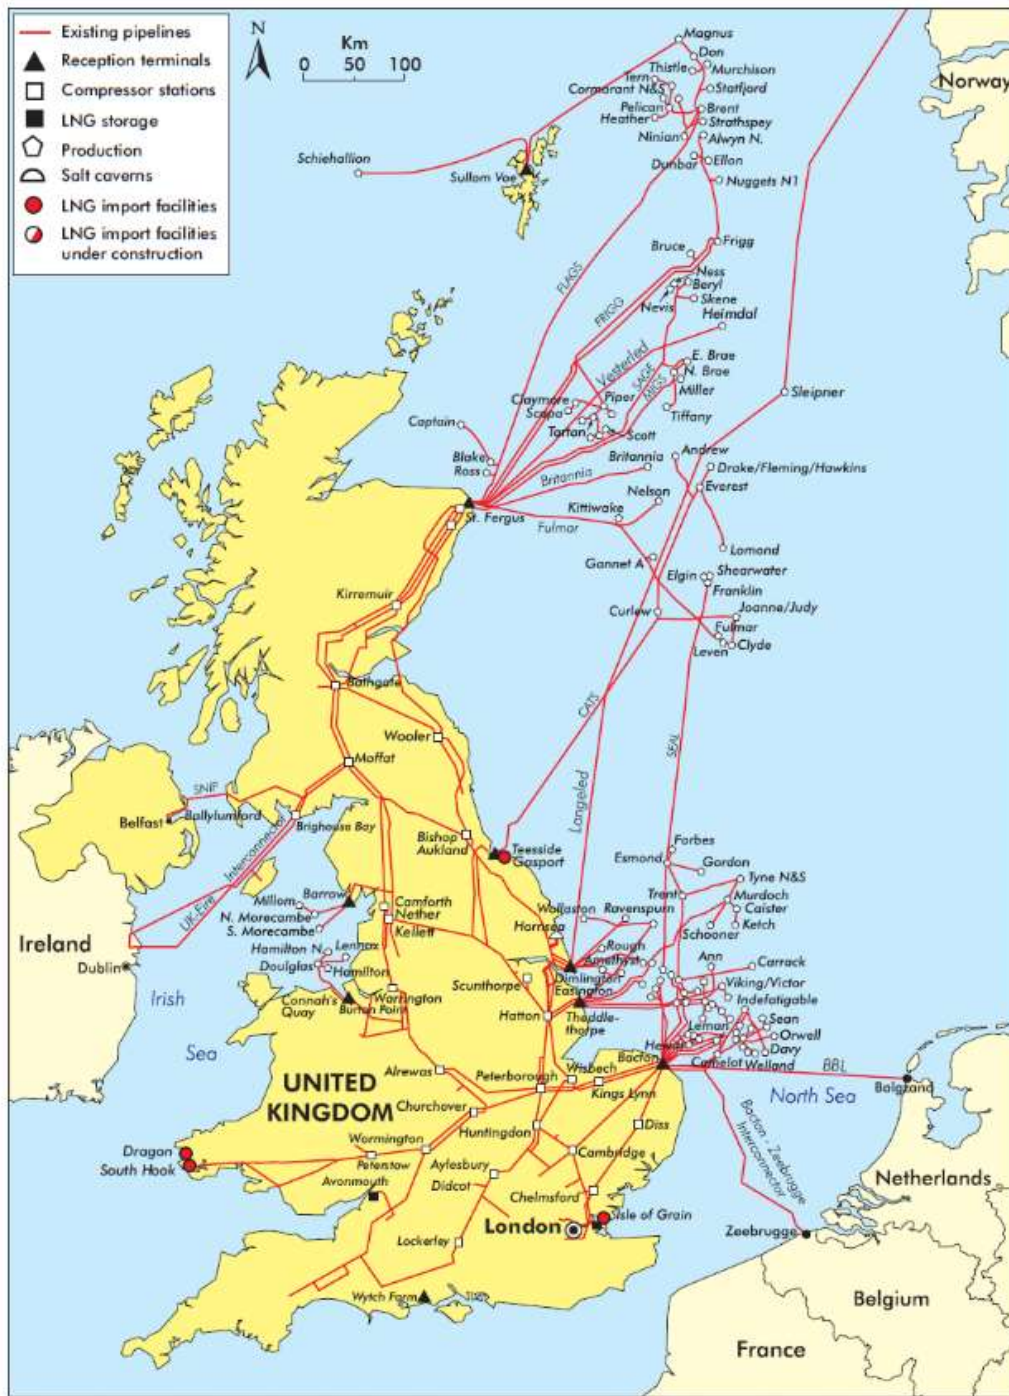 Existing pipelines
Reception terminals
Compressor stations
LNG storage
Production
Salt caverns
LNG import facilities
LNG import facilities
under construction
N
Km
0 50 100
Magnus
Don
Thistle
Murchison
Tern
Cormorant N&S
Statfjord
Pelican
Brent
Heather
Strathspey
Ninian
Alwyn N.
Dunbar
Ellon
Nuggets N1
Norway
Schiehallion
Sullom Voe
Bruce
Frigg
FLAGS
FRIGG
Ness
Beryl
Nevis
Skene
Heimdal
Vesterled
SAGE
MIGS
E. Brae
N. Brae
Miller
Tiffany
Sleipner
Claymore
Piper
Scapa
Tartan
Scott
Captain
Blake
Ross
Britannia
Britannia
Andrew
Drake/Fleming/Hawkins
Everest
St. Fergus
Fulmar
Kittiwake
Nelson
Lomond
Gannet A
Elgin
Shearwater
Franklin
Curlew
Joanne/Judy
Fulmar
Leven
Clyde
Kirremuir
Bathgate
Wooler
Moffat
CATS
SEAL
Langeled
SNIF
Ballylumford
Belfast
Brighouse Bay
UK-Eire
Interconnector
Bishop
Aukland
Teesside
Gasport
Forbes
Esmond
Gordon
Tyne N&S
Trent
Murdoch
Caister
Ketch
Schooner
Barrow
Millom
N. Morecambe
S. Morecambe
Camforth
Nether
Kellett
Wollaston
Ravenspurn
Hornsea
Rough
Amethyst
Ann
Carrack
Ireland
Dublin
Hamilton N.
Lennox
Douglas
Hamilton
Scunthorpe
Dimlington
Easington
Viking/Victor
Indefatigable
Irish
Sea
Connah's
Quay
Burton Point
Warrington
Hatton
Theddle-
thorpe
Leman
Sean
Orwell
Davy
Hewett
Bacton
Camelot
Welland
BBL
Balgzand
North Sea
UNITED
KINGDOM
Alrewas
Peterborough
Wisbech
Kings Lynn
Churchover
Huntingdon
Diss
Bacton - Zeebrugge
Interconnector
Netherlands
Dragon
South Hook
Wormington
Peterstow
Aylesbury
Didcot
Cambridge
Avonmouth
Chelmsford
London
Isle of Grain
Zeebrugge
Lockerley
Wytch Farm
Belgium
France